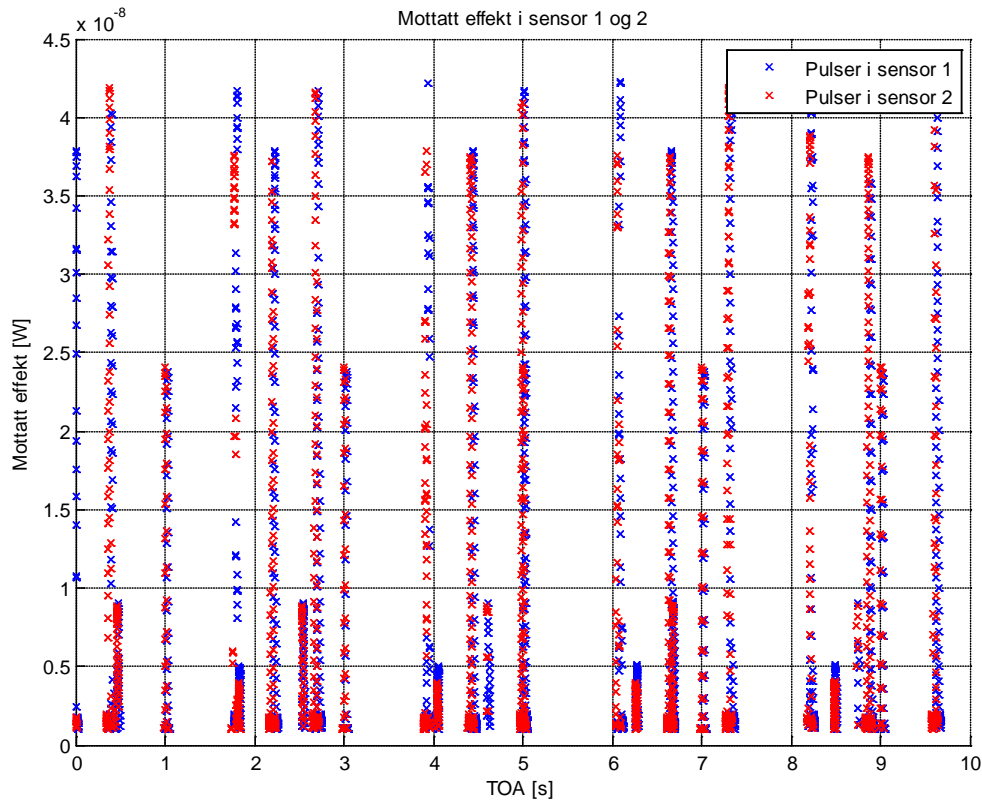 Mottatt effekt i sensor 1 og 2
x 10-8
Pulser i sensor 1
Pulser i sensor 2
Mottatt effekt [W]
4.5
4
3.5
3
2.5
2
1.5
1
0.5
0
0 1 2 3 4 5 6 7 8 9 10
TOA [s]